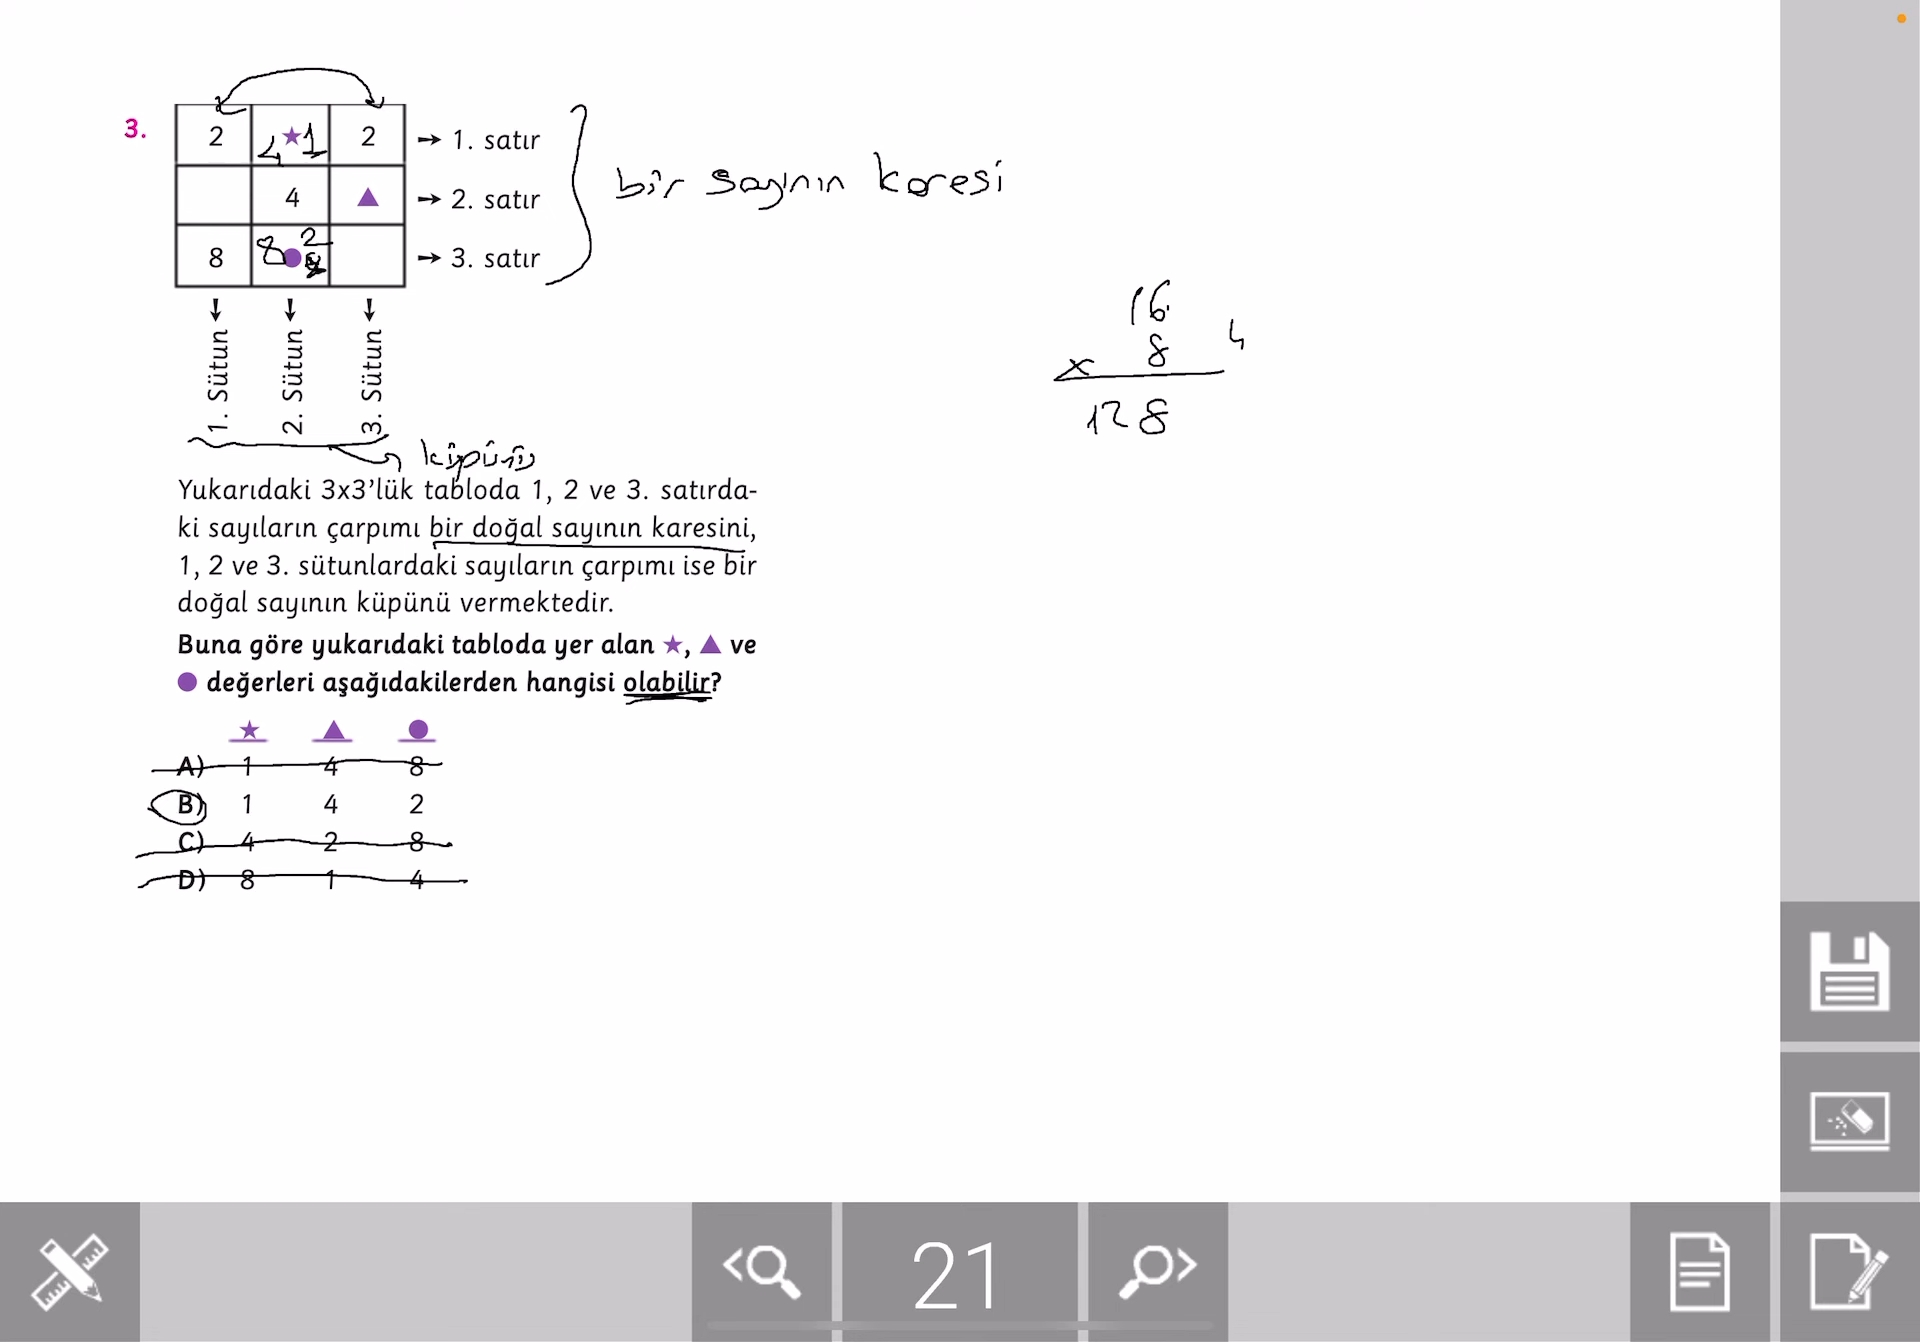 3.
2 4 ★ 1 2 → 1. satır
4 ▲ → 2. satır
8 8 ● 2 → 3. satır
bir sayının karesi
1. Sütun
2. Sütun
3. Sütun
küpünü
16
8 4
x
128
Yukarıdaki 3x3'lük tabloda 1, 2 ve 3. satırda-
ki sayıların çarpımı bir doğal sayının karesini,
1, 2 ve 3. sütunlardaki sayıların çarpımı ise bir
doğal sayının küpünü vermektedir.
Buna göre yukarıdaki tabloda yer alan ★, ▲ ve
● değerleri aşağıdakilerden hangisi olabilir?
★ ▲ ●
A) 1 4 8
B) 1 4 2
C) 4 2 8
D) 8 1 4
21